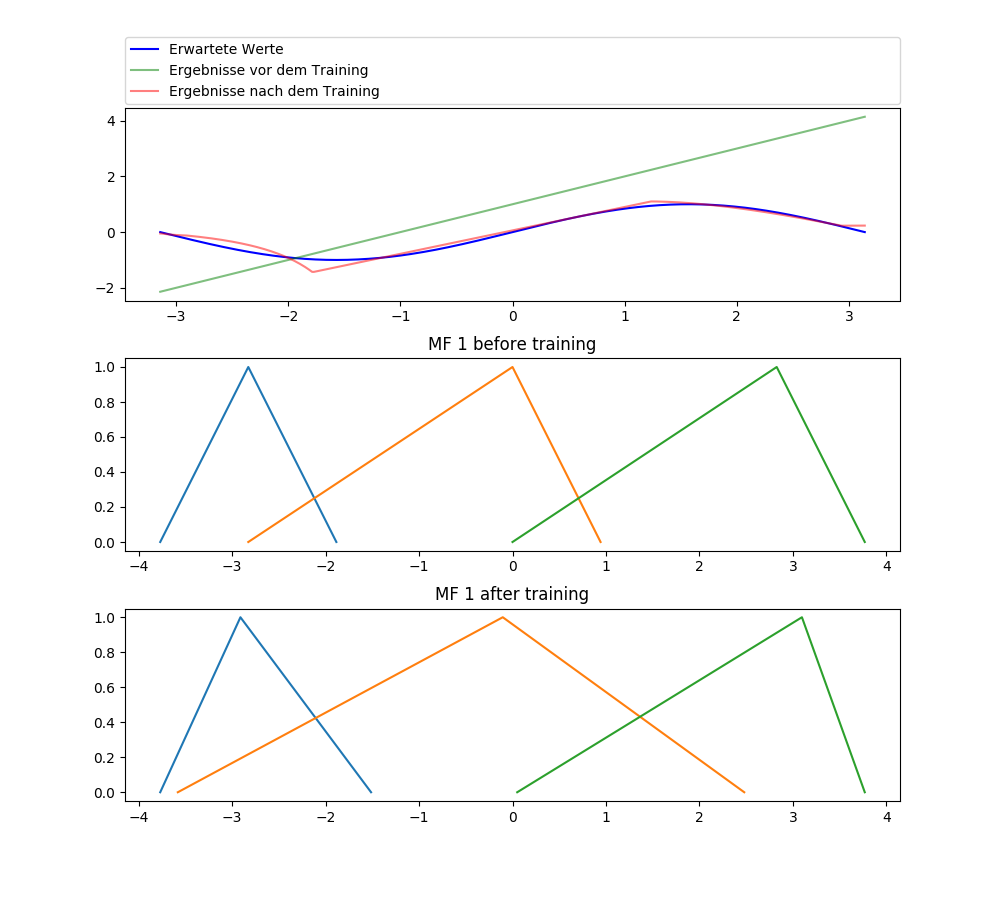 Erwartete Werte
Ergebnisse vor dem Training
Ergebnisse nach dem Training
4
2
0
−2
−3 −2 −1 0 1 2 3
MF 1 before training
1.0
0.8
0.6
0.4
0.2
0.0
−4 −3 −2 −1 0 1 2 3 4
MF 1 after training
1.0
0.8
0.6
0.4
0.2
0.0
−4 −3 −2 −1 0 1 2 3 4